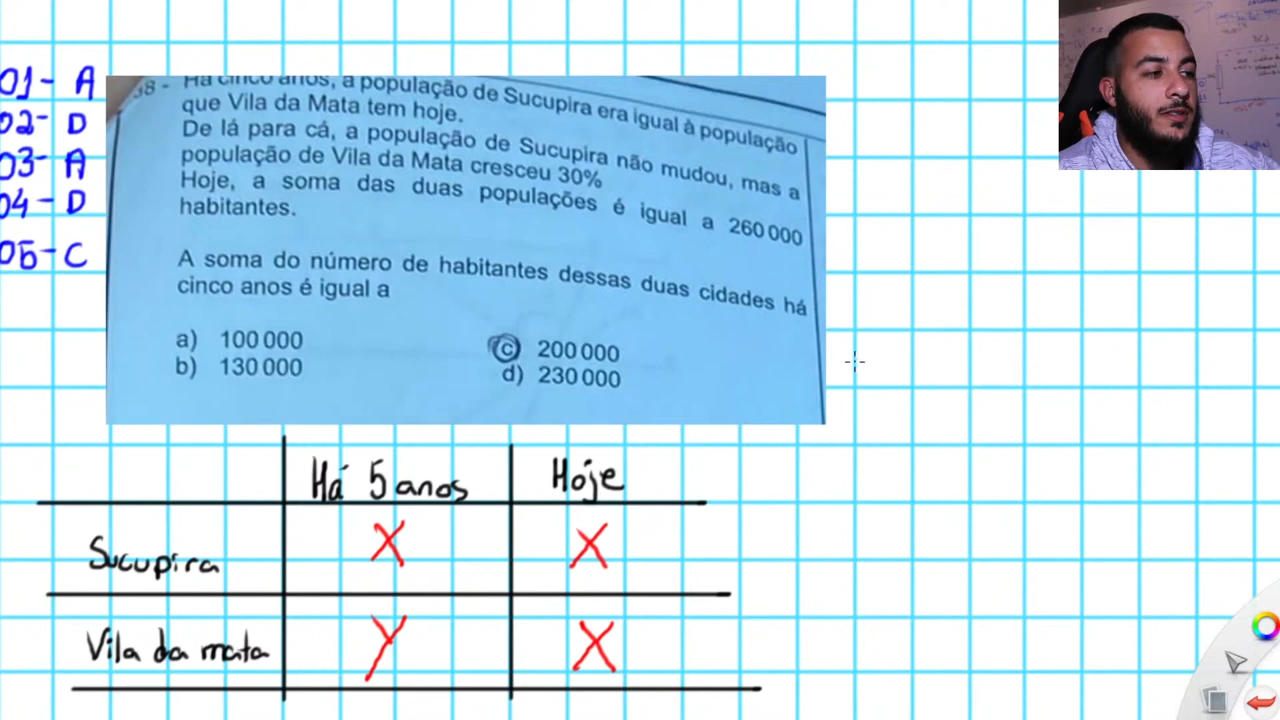 01- A
02- D
03- A
04- D
05- C
38 - Há cinco anos, a população de Sucupira era igual à população
que Vila da Mata tem hoje.
De lá para cá, a população de Sucupira não mudou, mas a
população de Vila da Mata cresceu 30%
Hoje, a soma das duas populações é igual a 260 000
habitantes.
A soma do número de habitantes dessas duas cidades há
cinco anos é igual a
a) 100 000
b) 130 000
c 200 000
d) 230 000
Há 5 anos Hoje
Sucupira X X
Vila da mata y X